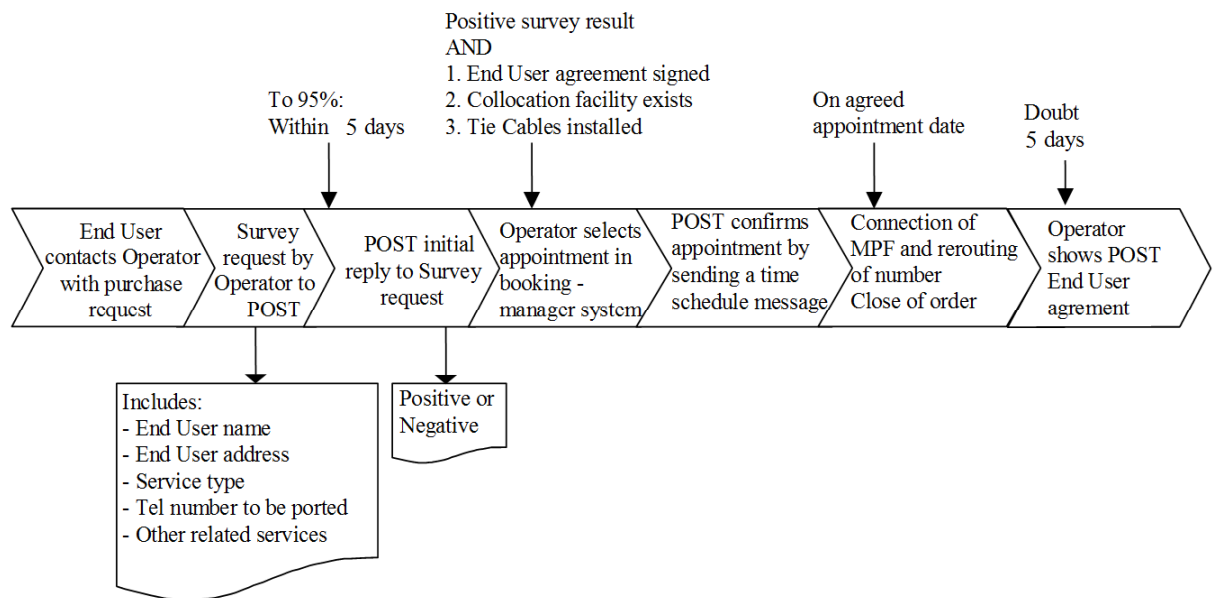 Positive survey result
AND
1. End User agreement signed
2. Collocation facility exists
3. Tie Cables installed
To 95%:
Within 5 days
On agreed
appointment date
Doubt
5 days
End User
contacts Operator
with purchase
request
Survey
request by
Operator to
POST
POST initial
reply to Survey
request
Operator selects
appointment in
booking -
manager system
POST confirms
appointment by
sending a time
schedule message
Connection of
MPF and rerouting
of number
Close of order
Operator
shows POST
End User
agrement
Includes:
- End User name
- End User address
- Service type
- Tel number to be ported
- Other related services
Positive or
Negative